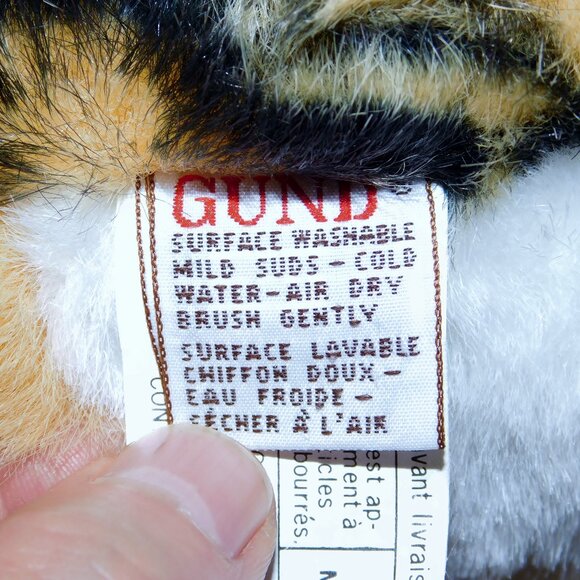 GUND®
SURFACE WASHABLE
MILD SUDS - COLD
WATER-AIR DRY
BRUSH GENTLY
SURFACE LAVABLE
CHIFFON DOUX -
EAU FROIDE -
SÉCHER À L'AIR
CON
est ap-
ment à
icles
bourrés.
vant livrais